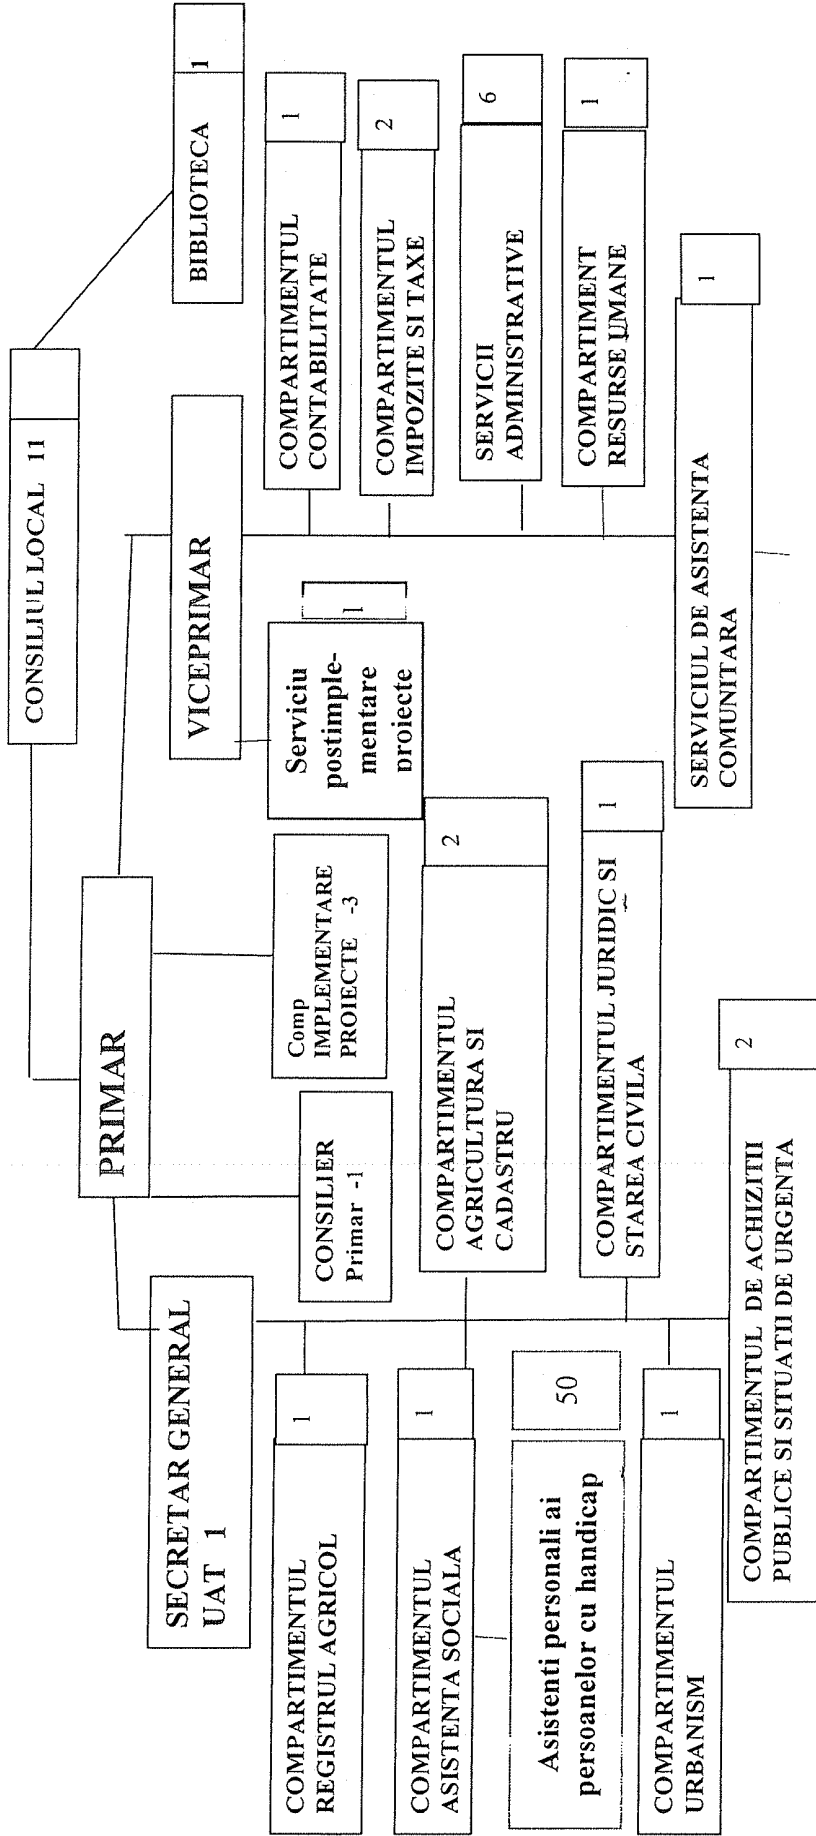 CONSILIUL LOCAL 11
PRIMAR
BIBLIOTECA 1
SECRETAR GENERAL
UAT 1
VICEPRIMAR
CONSILIER
Primar -1
Comp
IMPLEMENTARE
PROIECTE -3
Serviciu
postimple-
mentare
proiecte
1
COMPARTIMENTUL
CONTABILITATE
1
COMPARTIMENTUL
REGISTRUL AGRICOL
1
COMPARTIMENTUL
IMPOZITE SI TAXE
2
COMPARTIMENTUL
ASISTENTA SOCIALA
1
COMPARTIMENTUL
AGRICULTURA SI
CADASTRU
2
SERVICII
ADMINISTRATIVE
6
Asistenti personali ai
persoanelor cu handicap
50
COMPARTIMENTUL JURIDIC SI
STAREA CIVILA
1
COMPARTIMENT
RESURSE UMANE
1
COMPARTIMENTUL
URBANISM
1
SERVICIUL DE ASISTENTA
COMUNITARA
1
COMPARTIMENTUL DE ACHIZITII
PUBLICE SI SITUATII DE URGENTA
2